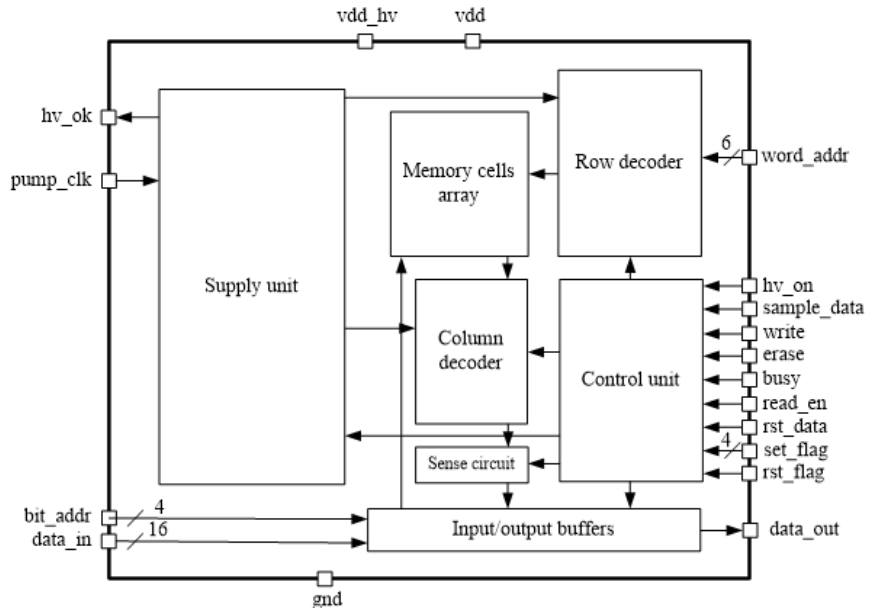 vdd_hv
vdd
hv_ok
pump_clk
Supply unit
Memory cells
array
Row decoder
6
word_addr
Column
decoder
Control unit
hv_on
sample_data
write
erase
busy
read_en
rst_data
4
set_flag
rst_flag
Sense circuit
bit_addr
4
data_in
16
Input/output buffers
data_out
gnd